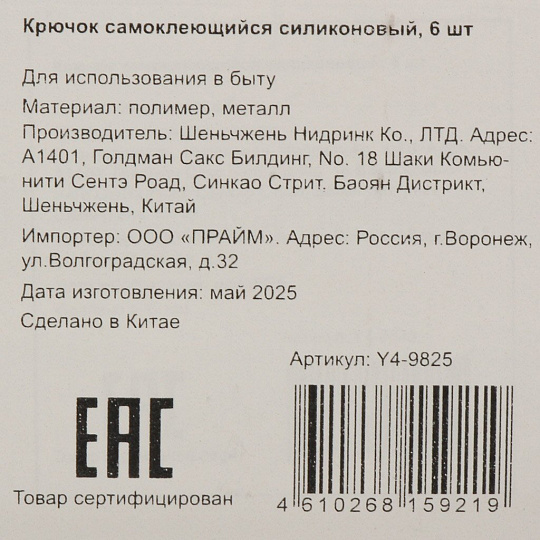 Крючок самоклеющийся силиконовый, 6 шт
Для использования в быту
Материал: полимер, металл
Производитель: Шеньчжень Нидринк Ко., ЛТД. Адрес:
А1401, Голдман Сакс Билдинг, No. 18 Шаки Комью-
нити Сентэ Роад, Синкао Стрит. Баоян Дистрикт,
Шеньчжень, Китай
Импортер: ООО «ПРАЙМ». Адрес: Россия, г.Воронеж,
ул.Волгоградская, д.32
Дата изготовления: май 2025
Сделано в Китае
Артикул: Y4-9825
EAC
Товар сертифицирован
4 610268 159219